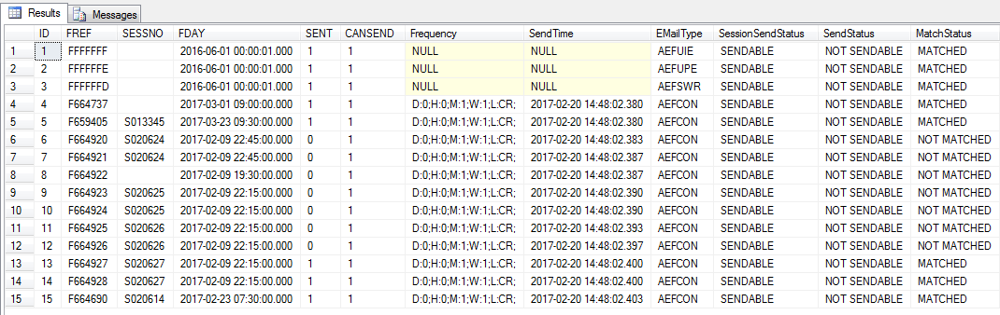 Results Messages
ID FREF SESSNO FDAY SENT CANSEND Frequency SendTime EMailType SessionSendStatus SendStatus MatchStatus
1 1 FFFFFFF 2016-06-01 00:00:01.000 1 1 NULL NULL AEFUIE SENDABLE NOT SENDABLE MATCHED
2 2 FFFFFFE 2016-06-01 00:00:01.000 1 1 NULL NULL AEFUPE SENDABLE NOT SENDABLE MATCHED
3 3 FFFFFFD 2016-06-01 00:00:01.000 1 1 NULL NULL AEFSWR SENDABLE NOT SENDABLE MATCHED
4 4 F664737 2017-03-01 09:00:00.000 1 1 D:0;H:0;M:1;W:1;L:CR; 2017-02-20 14:48:02.380 AEFCON SENDABLE NOT SENDABLE MATCHED
5 5 F659405 S013345 2017-03-23 09:30:00.000 1 1 D:0;H:0;M:1;W:1;L:CR; 2017-02-20 14:48:02.380 AEFCON SENDABLE NOT SENDABLE MATCHED
6 6 F664920 S020624 2017-02-09 22:45:00.000 0 1 D:0;H:0;M:1;W:1;L:CR; 2017-02-20 14:48:02.383 AEFCON SENDABLE NOT SENDABLE NOT MATCHED
7 7 F664921 S020624 2017-02-09 22:45:00.000 0 1 D:0;H:0;M:1;W:1;L:CR; 2017-02-20 14:48:02.387 AEFCON SENDABLE NOT SENDABLE NOT MATCHED
8 8 F664922 2017-02-09 19:30:00.000 0 1 D:0;H:0;M:1;W:1;L:CR; 2017-02-20 14:48:02.387 AEFCON SENDABLE NOT SENDABLE NOT MATCHED
9 9 F664923 S020625 2017-02-09 22:15:00.000 0 1 D:0;H:0;M:1;W:1;L:CR; 2017-02-20 14:48:02.390 AEFCON SENDABLE NOT SENDABLE NOT MATCHED
10 10 F664924 S020625 2017-02-09 22:15:00.000 0 1 D:0;H:0;M:1;W:1;L:CR; 2017-02-20 14:48:02.390 AEFCON SENDABLE NOT SENDABLE NOT MATCHED
11 11 F664925 S020626 2017-02-09 22:15:00.000 0 1 D:0;H:0;M:1;W:1;L:CR; 2017-02-20 14:48:02.393 AEFCON SENDABLE NOT SENDABLE NOT MATCHED
12 12 F664926 S020626 2017-02-09 22:15:00.000 0 1 D:0;H:0;M:1;W:1;L:CR; 2017-02-20 14:48:02.397 AEFCON SENDABLE NOT SENDABLE NOT MATCHED
13 13 F664927 S020627 2017-02-09 22:15:00.000 1 1 D:0;H:0;M:1;W:1;L:CR; 2017-02-20 14:48:02.400 AEFCON SENDABLE NOT SENDABLE MATCHED
14 14 F664928 S020627 2017-02-09 22:15:00.000 1 1 D:0;H:0;M:1;W:1;L:CR; 2017-02-20 14:48:02.400 AEFCON SENDABLE NOT SENDABLE MATCHED
15 15 F664690 S020614 2017-02-23 07:30:00.000 1 1 D:0;H:0;M:1;W:1;L:CR; 2017-02-20 14:48:02.403 AEFCON SENDABLE NOT SENDABLE MATCHED